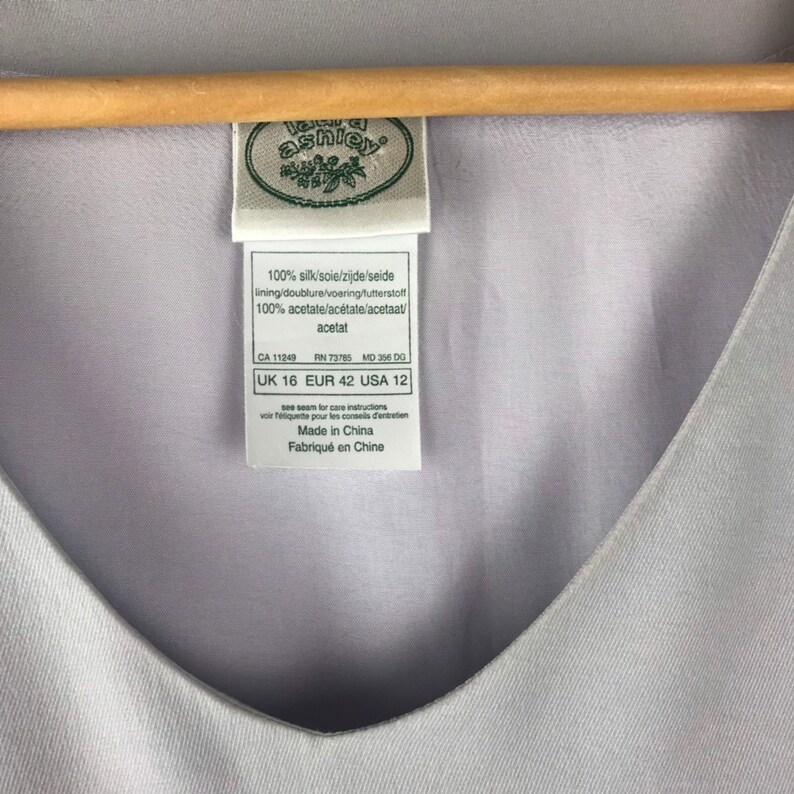 laura
ashley®
100% silk/soie/zijde/seide
lining/doublure/voering/futterstoff
100% acetate/acétate/acetaat/
acetat
CA 11249 RN 73785 MD 356 DG
UK 16 EUR 42 USA 12
see seam for care instructions
voir l'étiquette pour les conseils d'entretien
Made in China
Fabriqué en Chine